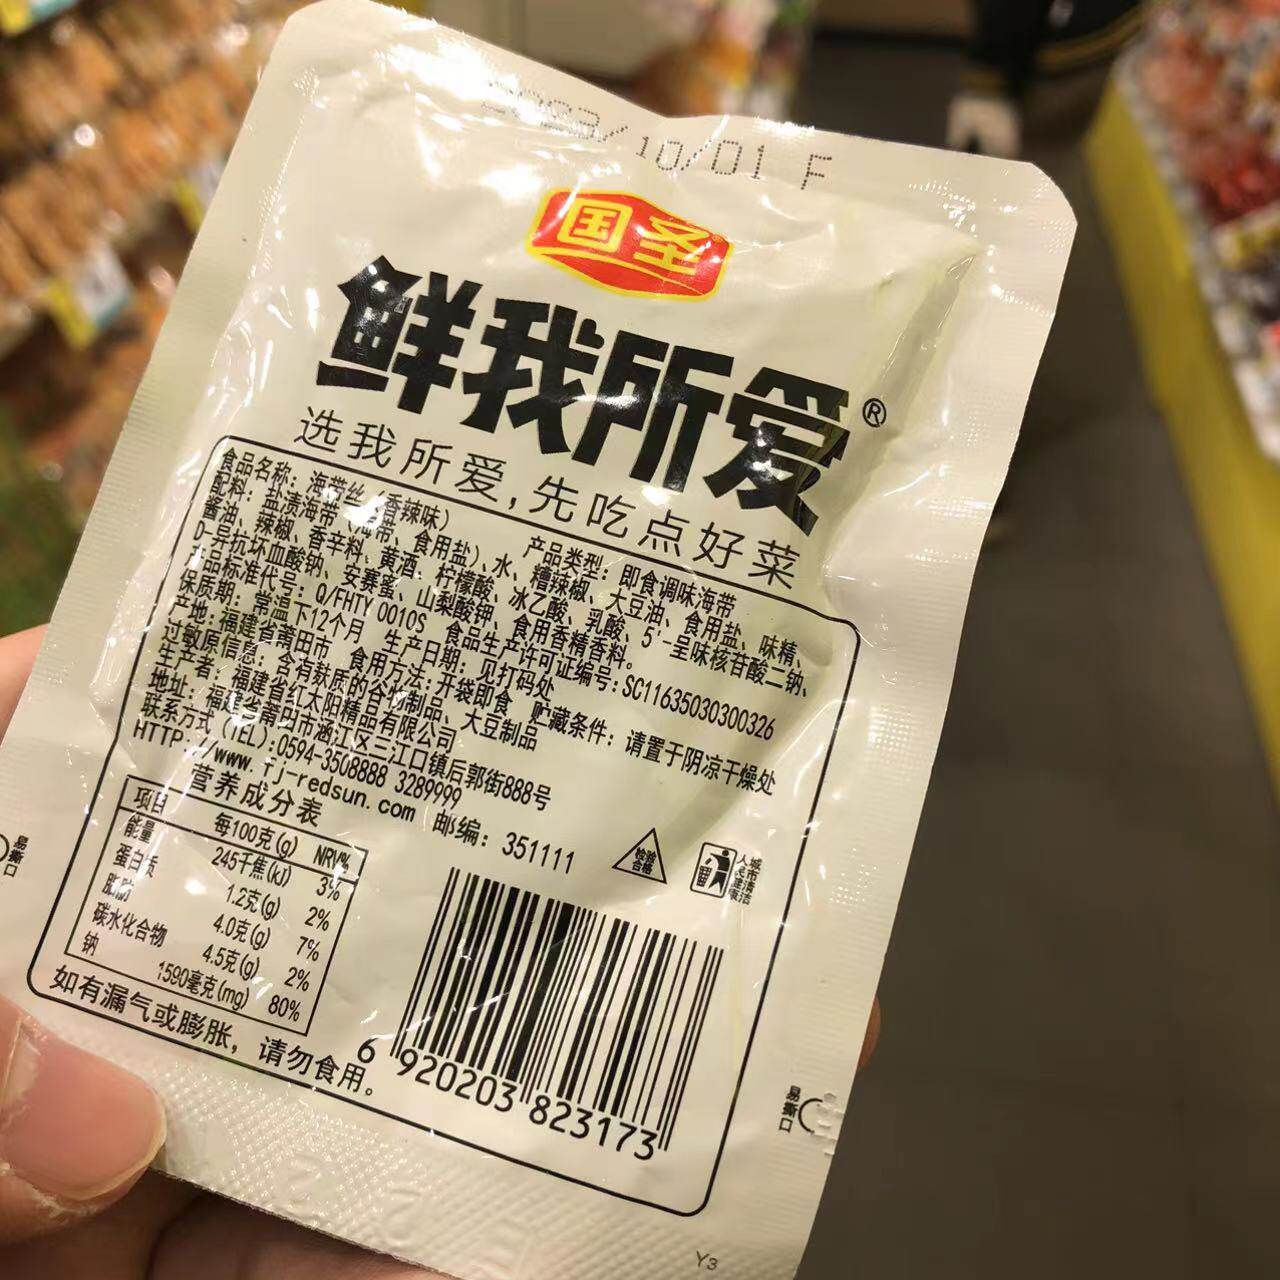 2023/10/01 F
国圣®
鲜我所爱®
选我所爱,先吃点好菜
食品名称：海带丝（香辣味） 产品类型：即食调味海带
配料：盐渍海带（海带、食用盐）、水、糟辣椒、大豆油、食用盐、味精、
酱油、辣椒、香辛料、黄酒、柠檬酸、冰乙酸、乳酸、5'-呈味核苷酸二钠、
D-异抗坏血酸钠、安赛蜜、山梨酸钾、食用香精香料。
产品标准代号：Q/FHTY 0010S 食品生产许可证编号：SC11635030300326
保质期：常温下12个月 生产日期：见打码处
产地：福建省莆田市 食用方法：开袋即食 贮藏条件：请置于阴凉干燥处
过敏原信息：含有麸质的谷物制品、大豆制品
生产者：福建省红太阳精品有限公司
地址：福建省莆田市涵江区三江口镇后郭街888号
联系方式（TEL）：0594-3508888 3289999
HTTP://www.fj-redsun.com 邮编：351111
营养成分表
项目 每100克(g) NRV%
能量 245千焦(kJ) 3%
蛋白质 1.2克(g) 2%
脂肪 4.0克(g) 7%
碳水化合物 4.5克(g) 2%
钠 1590毫克(mg) 80%
如有漏气或膨胀，请勿食用。
检验合格
城市清洁
人民健康
6 920203 823173
易撕口
易撕口
Y3